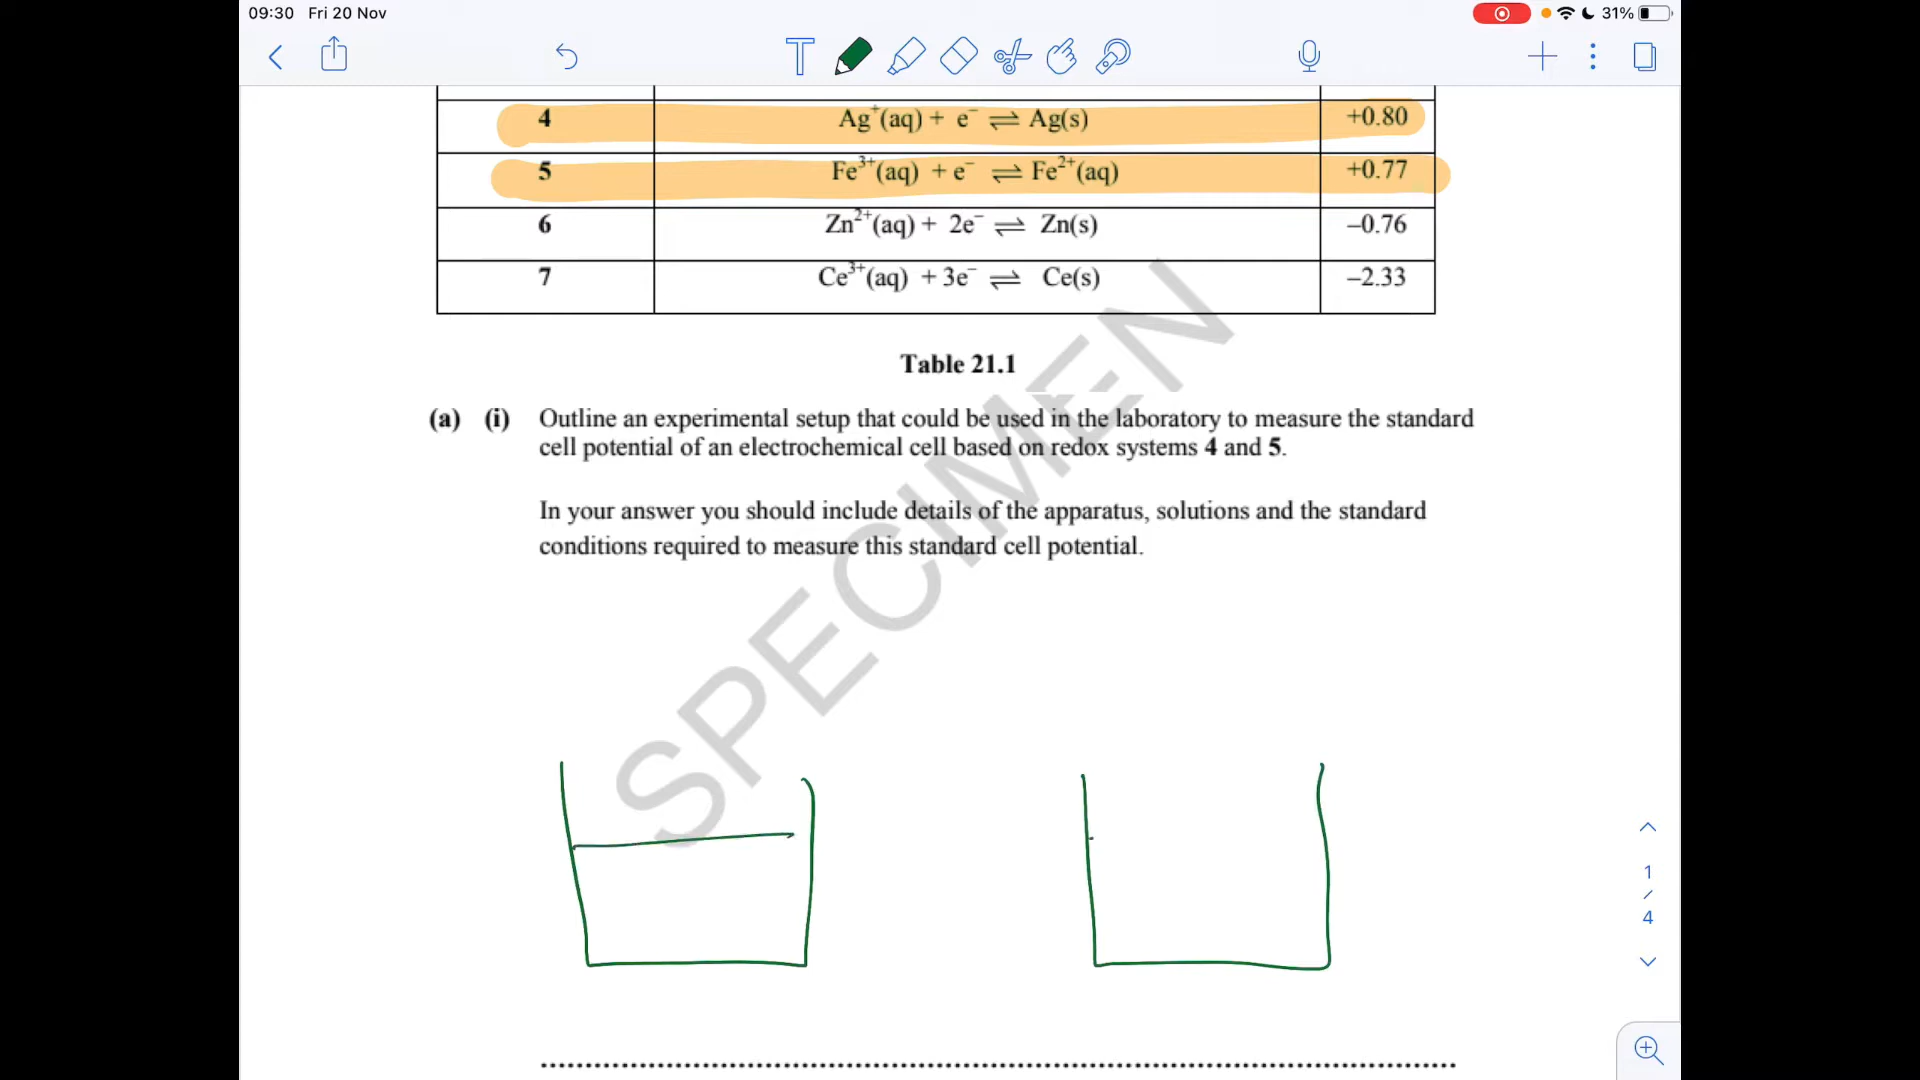 09:30 Fri 20 Nov
31%
4 Ag⁺(aq) + e⁻ ⇌ Ag(s) +0.80
5 Fe³⁺(aq) + e⁻ ⇌ Fe²⁺(aq) +0.77
6 Zn²⁺(aq) + 2e⁻ ⇌ Zn(s) –0.76
7 Ce³⁺(aq) + 3e⁻ ⇌ Ce(s) –2.33
Table 21.1
(a) (i) Outline an experimental setup that could be used in the laboratory to measure the standard
cell potential of an electrochemical cell based on redox systems 4 and 5.
In your answer you should include details of the apparatus, solutions and the standard
conditions required to measure this standard cell potential.
SPECIMEN
1
/
4